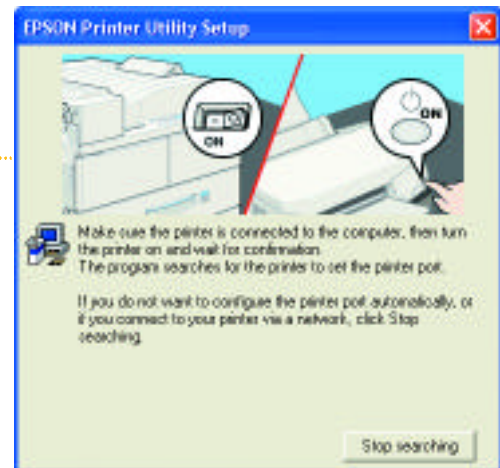 EPSON Printer Utility Setup
ON
ON
Make sure the printer is connected to the computer, then turn
the printer on and wait for confirmation.
The program searches for the printer to set the printer port.
If you do not want to configure the printer port automatically, or
if you connect to your printer via a network, click Stop
searching.
Stop searching